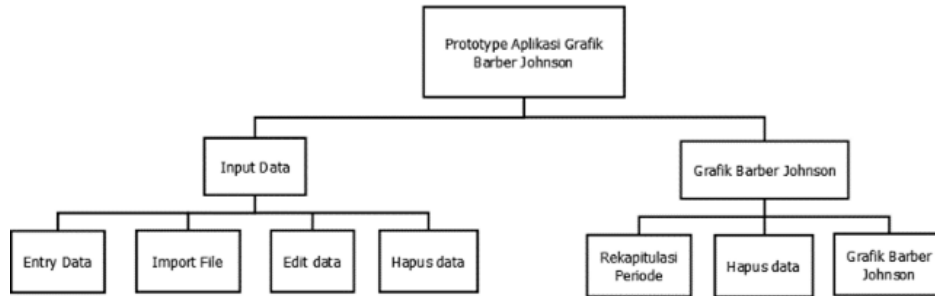 Prototype Aplikasi Grafik
Barber Johnson
Input Data
Grafik Barber Johnson
Entry Data
Import File
Edit data
Hapus data
Rekapitulasi
Periode
Hapus data
Grafik Barber
Johnson